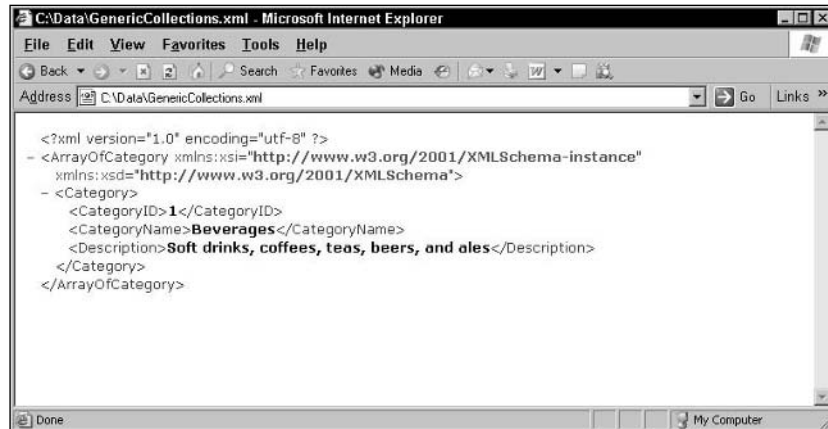 C:\Data\GenericCollections.xml - Microsoft Internet Explorer
File Edit View Favorites Tools Help
Back Search Favorites Media
Address C:\Data\GenericCollections.xml Go Links »
<?xml version="1.0" encoding="utf-8" ?>
- <ArrayOfCategory xmlns:xsi="http://www.w3.org/2001/XMLSchema-instance"
xmlns:xsd="http://www.w3.org/2001/XMLSchema">
- <Category>
<CategoryID>1</CategoryID>
<CategoryName>Beverages</CategoryName>
<Description>Soft drinks, coffees, teas, beers, and ales</Description>
</Category>
</ArrayOfCategory>
Done My Computer